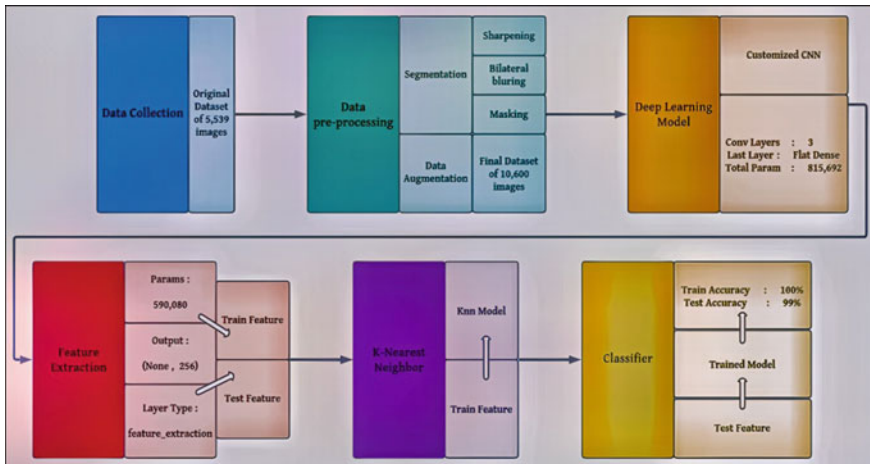 Data Collection
Original
Dataset
of 5,539
images
Data
pre-processing
Segmentation
Data
Augmentation
Sharpening
Bilateral
bluring
Masking
Final Dataset
of 10,600
images
Deep Learning
Model
Customized CNN
Conv Layers : 3
Last Layer : Flat Dense
Total Param : 815,692
Feature
Extraction
Params :
590,080
Output :
(None , 256)
Layer Type :
feature_extraction
Train Feature
Test Feature
K-Nearest
Neighbor
Knn Model
Train Feature
Classifier
Train Accuracy : 100%
Test Accuracy : 99%
Trained Model
Test Feature